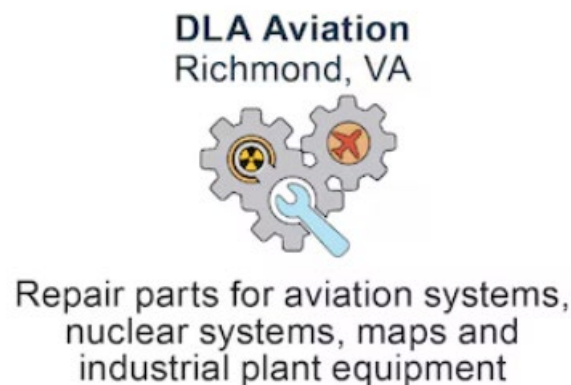 DLA Aviation
Richmond, VA
Repair parts for aviation systems,
nuclear systems, maps and
industrial plant equipment